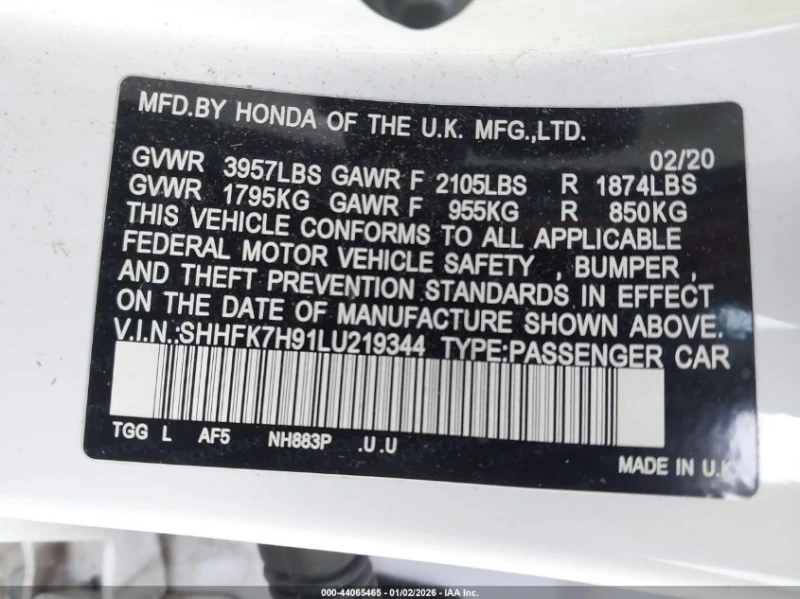 MFD.BY HONDA OF THE U.K. MFG.,LTD.
02/20
GVWR 3957LBS GAWR F 2105LBS R 1874LBS
GVWR 1795KG GAWR F 955KG R 850KG
THIS VEHICLE CONFORMS TO ALL APPLICABLE
FEDERAL MOTOR VEHICLE SAFETY , BUMPER ,
AND THEFT PREVENTION STANDARDS IN EFFECT
ON THE DATE OF MANUFACTURE SHOWN ABOVE.
V.I.N.:SHHFK7H91LU219344 TYPE:PASSENGER CAR
TGG L AF5 NH883P .U.U
MADE IN U.K
000-44065465 - 01/02/2026 - IAA Inc.